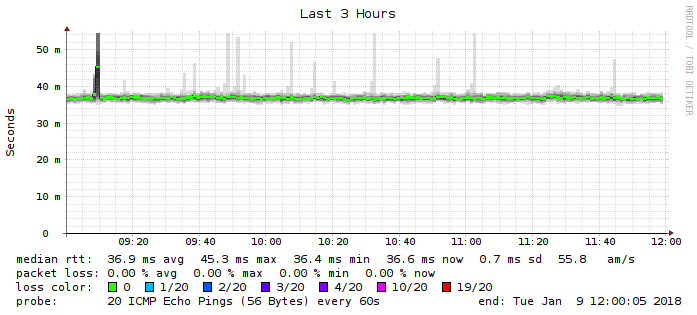 Last 3 Hours
RRDTOOL / TOBI OETIKER
Seconds
50 m
40 m
30 m
20 m
10 m
0
09:20 09:40 10:00 10:20 10:40 11:00 11:20 11:40 12:00
median rtt: 36.9 ms avg 45.3 ms max 36.4 ms min 36.6 ms now 0.7 ms sd 55.8 am/s
packet loss: 0.00 % avg 0.00 % max 0.00 % min 0.00 % now
loss color: 0 1/20 2/20 3/20 4/20 10/20 19/20
probe: 20 ICMP Echo Pings (56 Bytes) every 60s end: Tue Jan 9 12:00:05 2018